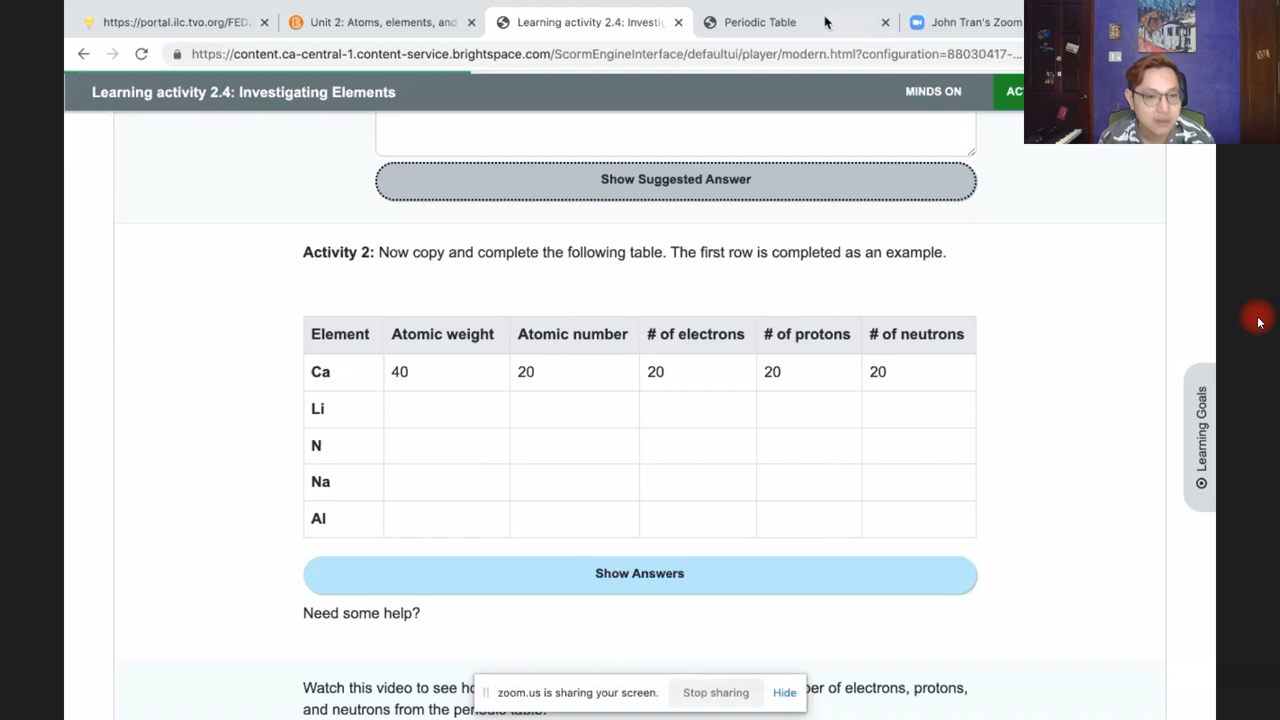 https://portal.ilc.tvo.org/FED
Unit 2: Atoms, elements, and
Learning activity 2.4: Investig
Periodic Table
John Tran's Zoom
https://content.ca-central-1.content-service.brightspace.com/ScormEngineInterface/defaultui/player/modern.html?configuration=88030417-...
Learning activity 2.4: Investigating Elements
MINDS ON
AC
Show Suggested Answer
Activity 2: Now copy and complete the following table. The first row is completed as an example.
Element Atomic weight Atomic number # of electrons # of protons # of neutrons
Ca 40 20 20 20 20
Li
N
Na
Al
Show Answers
Need some help?
Learning Goals
Watch this video to see
zoom.us is sharing your screen. Stop sharing Hide
of electrons, protons,
and neutrons from the periodic table.